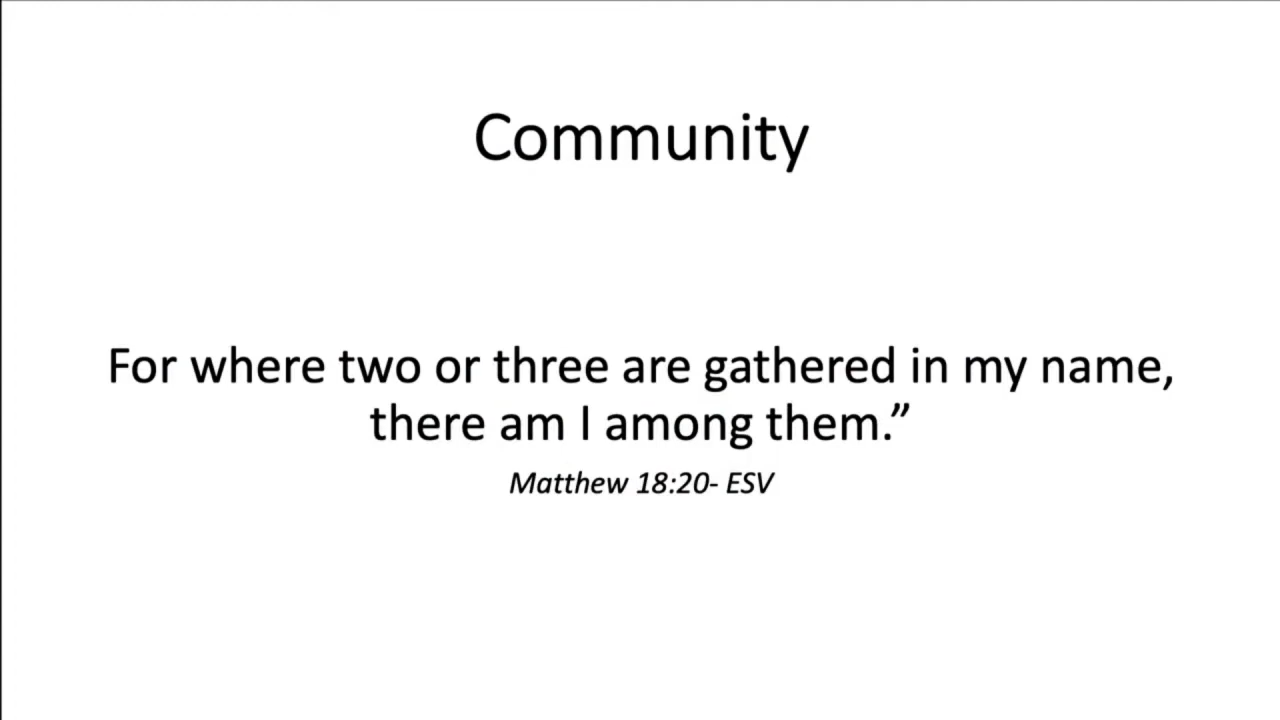 Community
For where two or three are gathered in my name,
there am I among them.”
Matthew 18:20- ESV